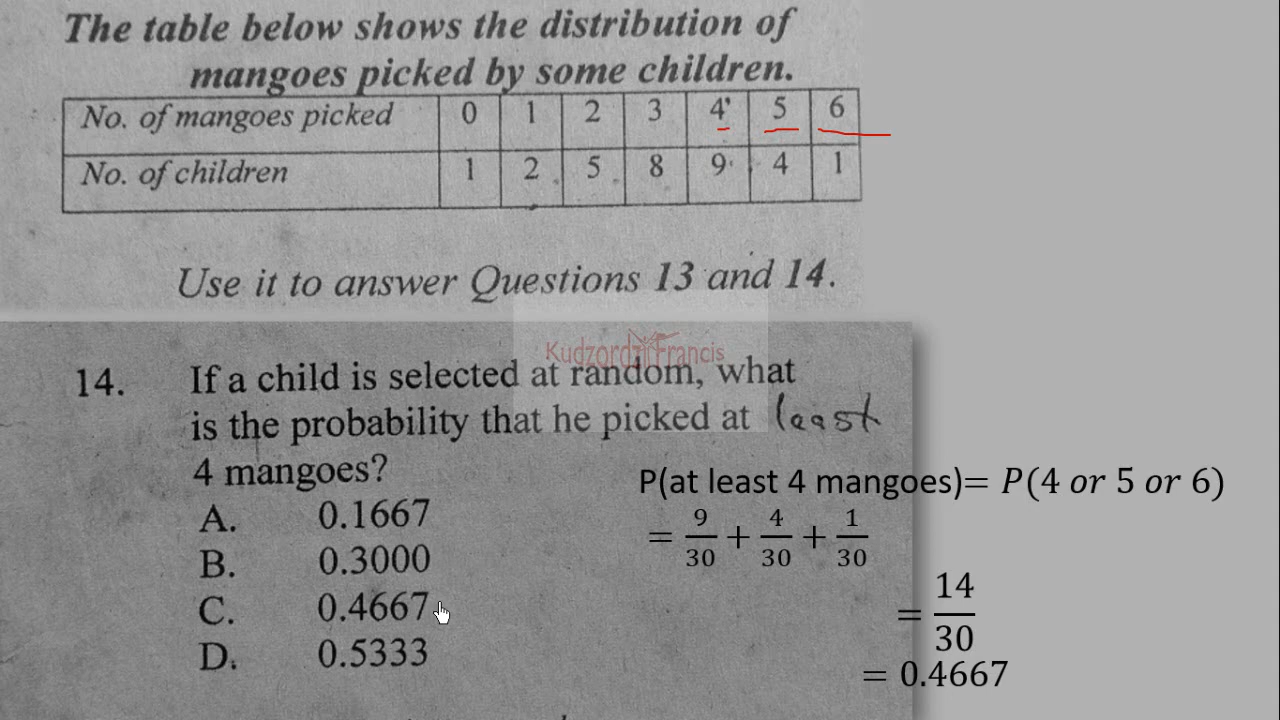 The table below shows the distribution of
mangoes picked by some children.
No. of mangoes picked 0 1 2 3 4 5 6
No. of children 1 2 5 8 9 4 1
Use it to answer Questions 13 and 14.
Kudzordzi Francis
14. If a child is selected at random, what
is the probability that he picked at least
4 mangoes?
A. 0.1667
B. 0.3000
C. 0.4667
D. 0.5333
P(at least 4 mangoes)= P(4 or 5 or 6)
= 9/30 + 4/30 + 1/30
= 14/30
= 0.4667